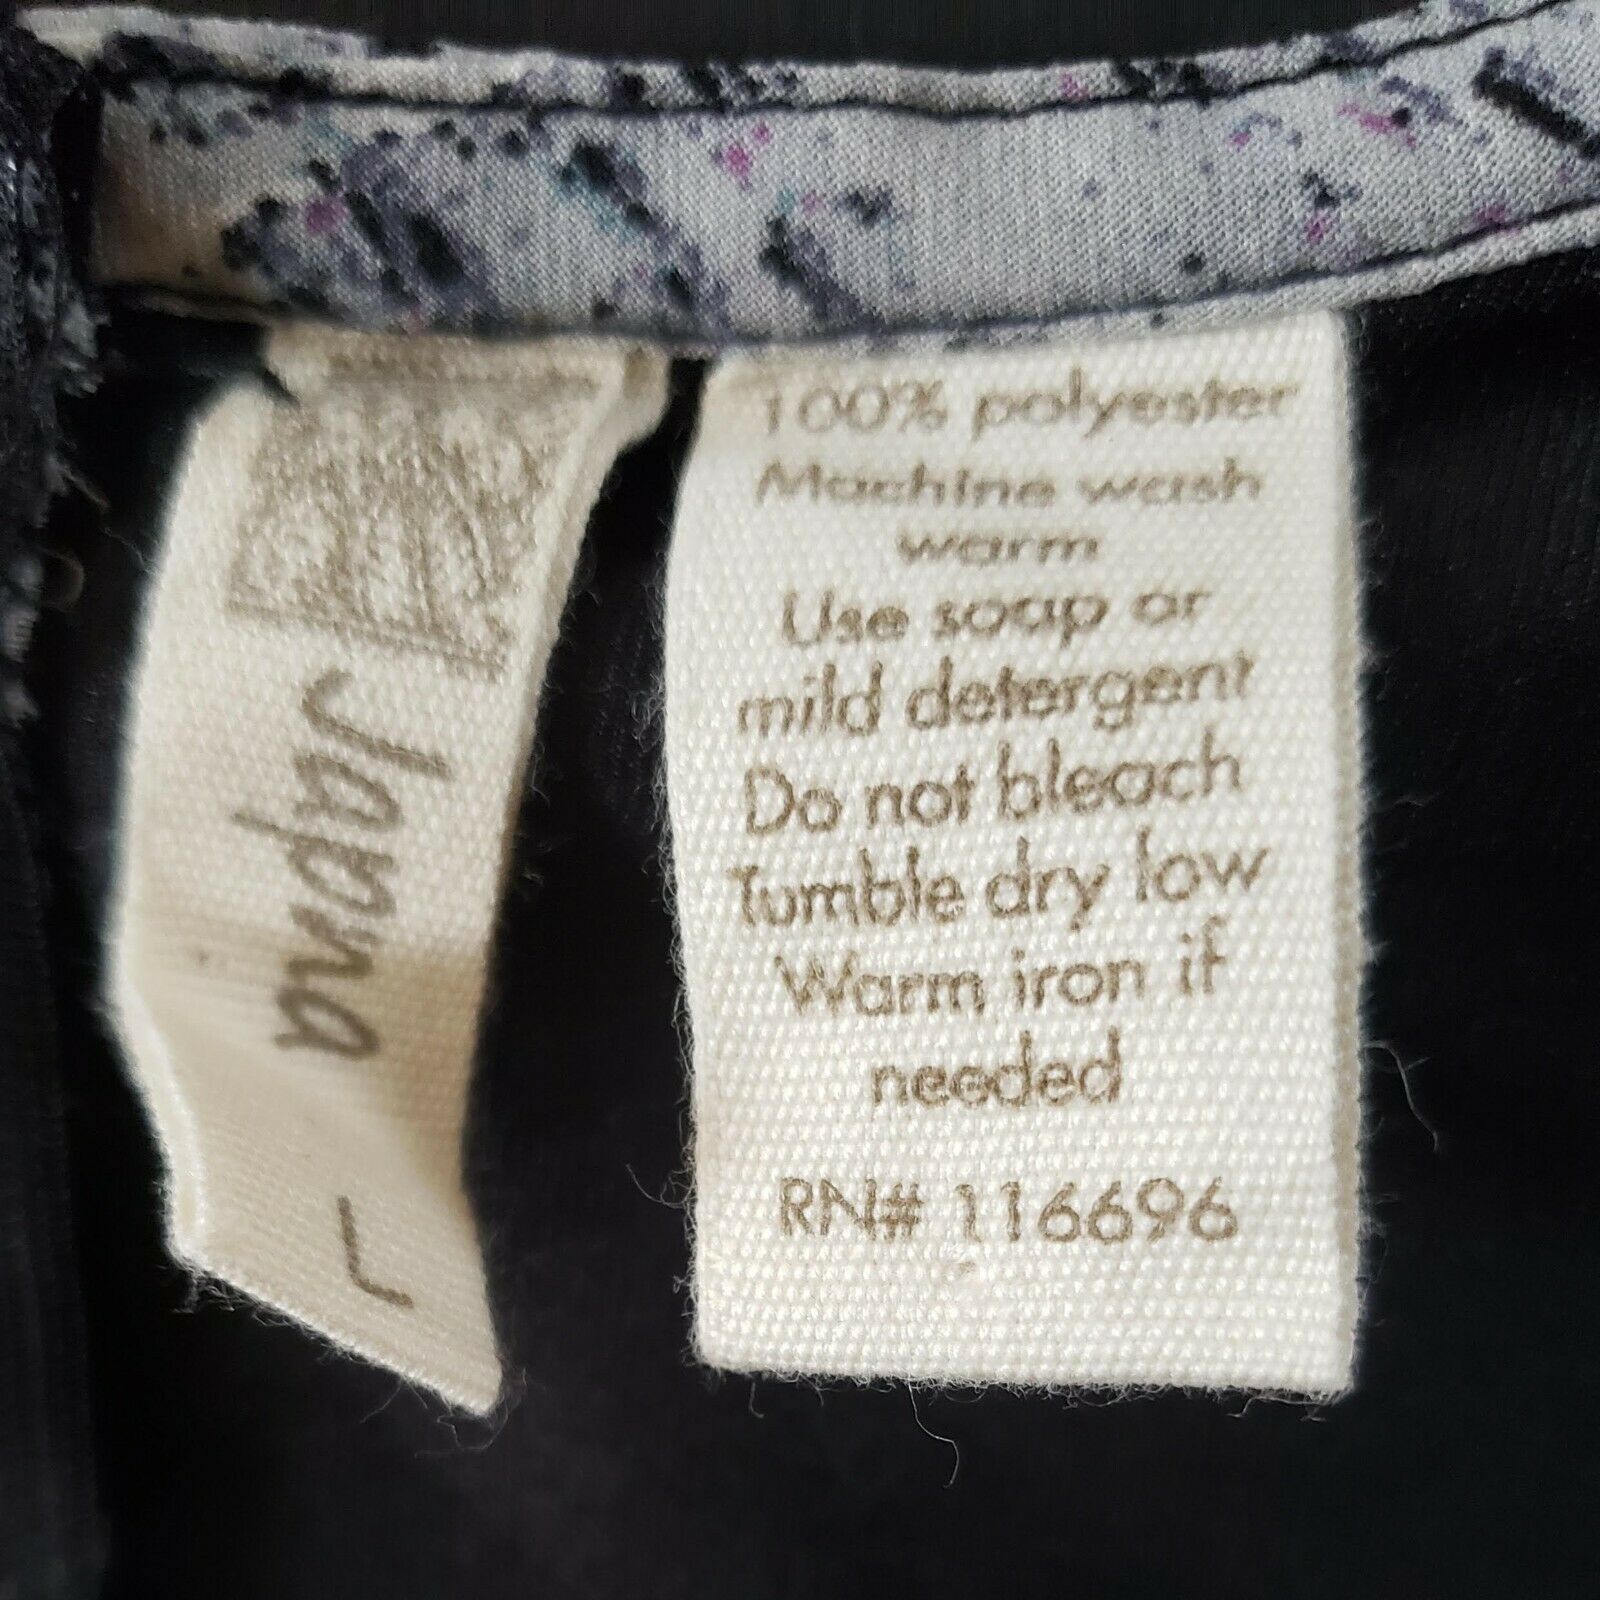 Japna
L
100% polyester
Machine wash
warm
Use soap or
mild detergent
Do not bleach
Tumble dry low
Warm iron if
needed
RN# 116696